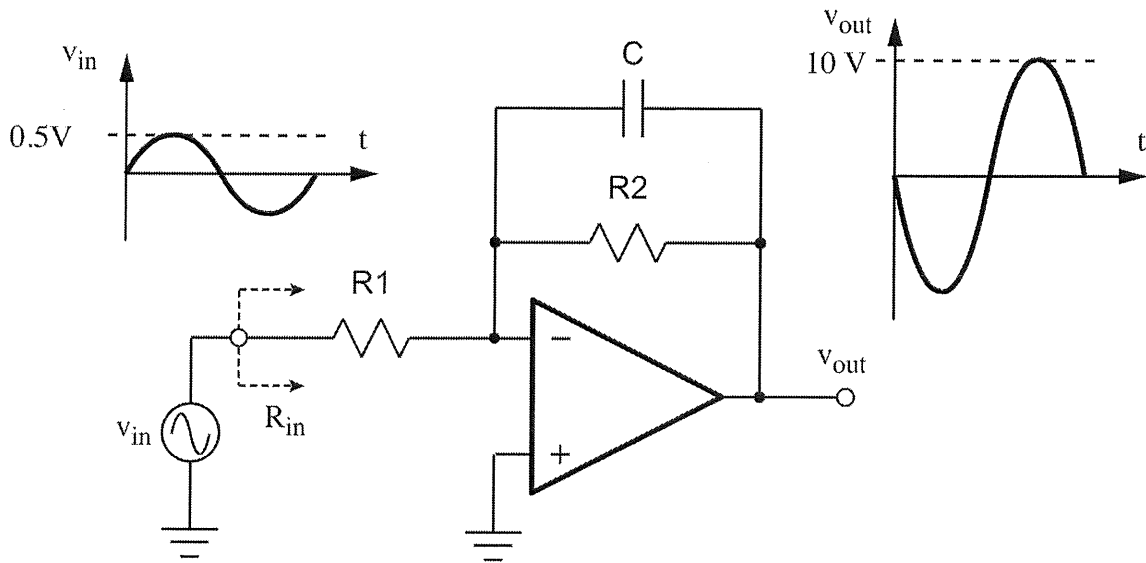 v_in
0.5V
t
C
R2
R1
R_in
v_in
−
+
v_out
v_out
10 V
t